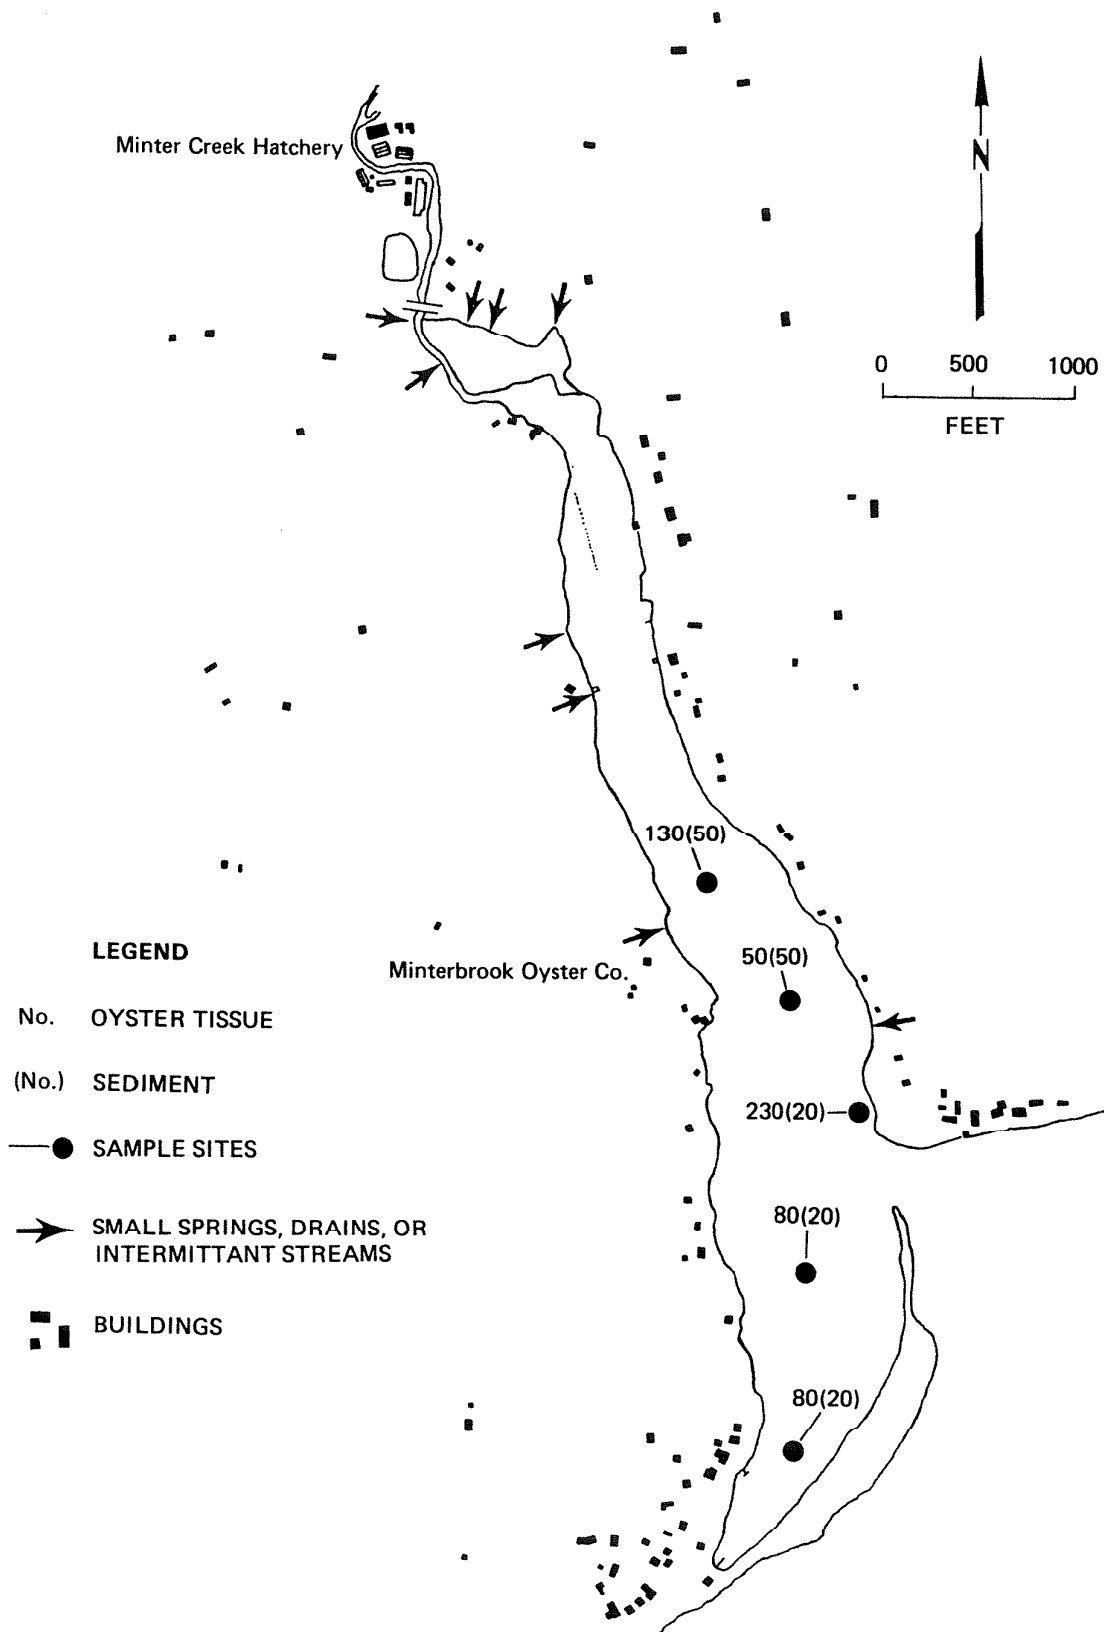 Minter Creek Hatchery
N
0 500 1000
FEET
130(50)
50(50)
Minterbrook Oyster Co.
230(20)
80(20)
80(20)
LEGEND
No. OYSTER TISSUE
(No.) SEDIMENT
SAMPLE SITES
SMALL SPRINGS, DRAINS, OR
INTERMITTANT STREAMS
BUILDINGS